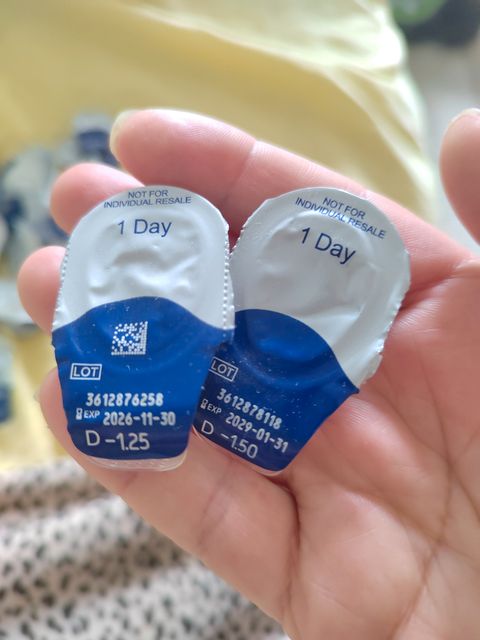 NOT FOR
INDIVIDUAL RESALE
1 Day
LOT
3612876258
EXP 2026-11-30
D -1.25
NOT FOR
INDIVIDUAL RESALE
1 Day
LOT
3612878118
EXP 2029-01-31
D -1.50